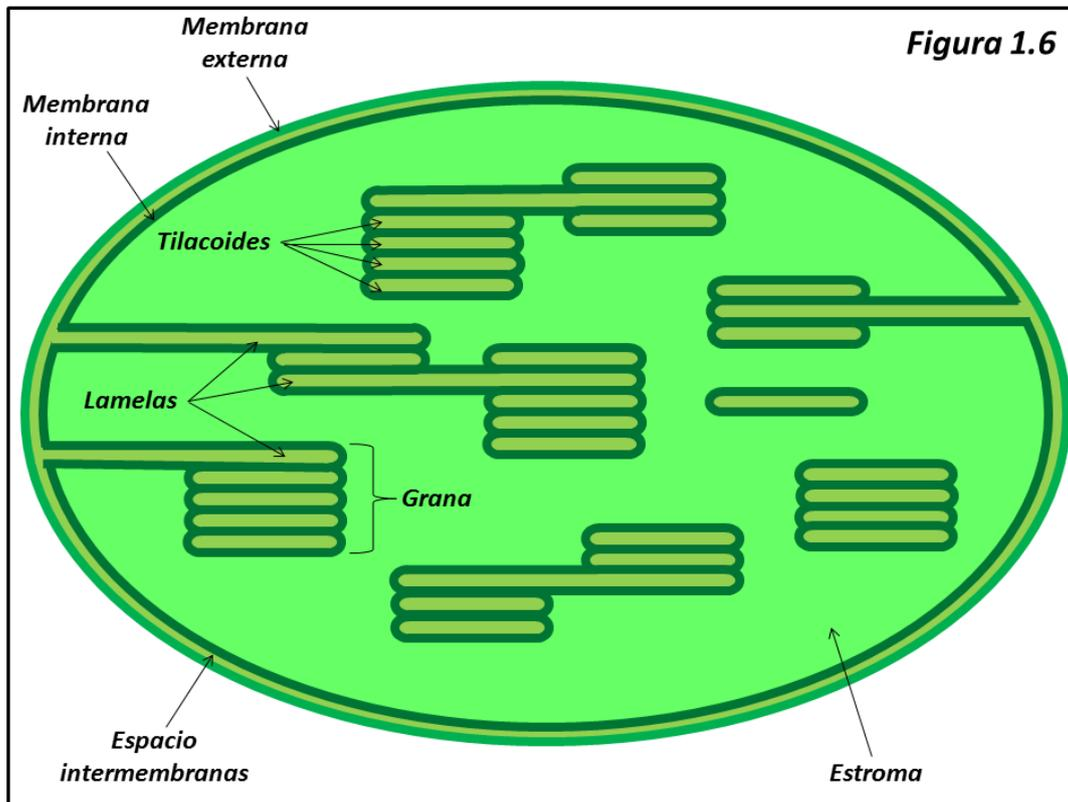 Figura 1.6
Membrana
externa
Membrana
interna
Tilacoides
Lamelas
Grana
Espacio
intermembranas
Estroma